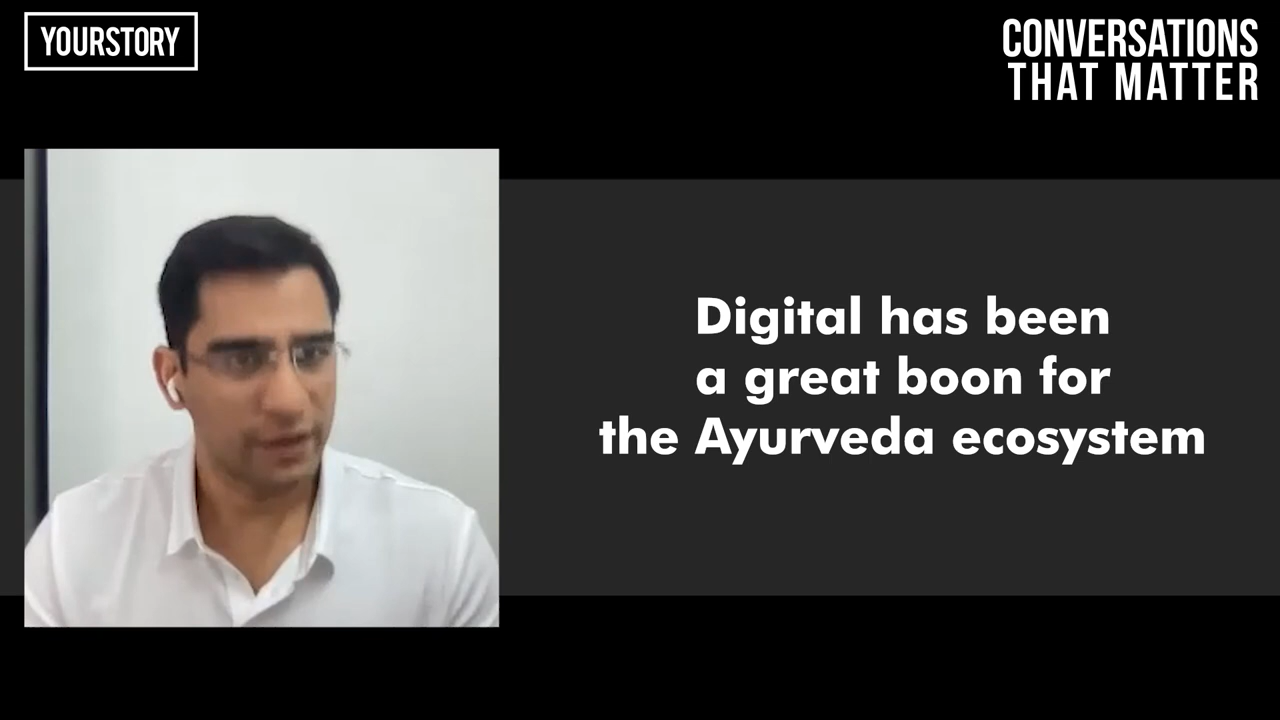 YOURSTORY
CONVERSATIONS
THAT MATTER
Digital has been
a great boon for
the Ayurveda ecosystem